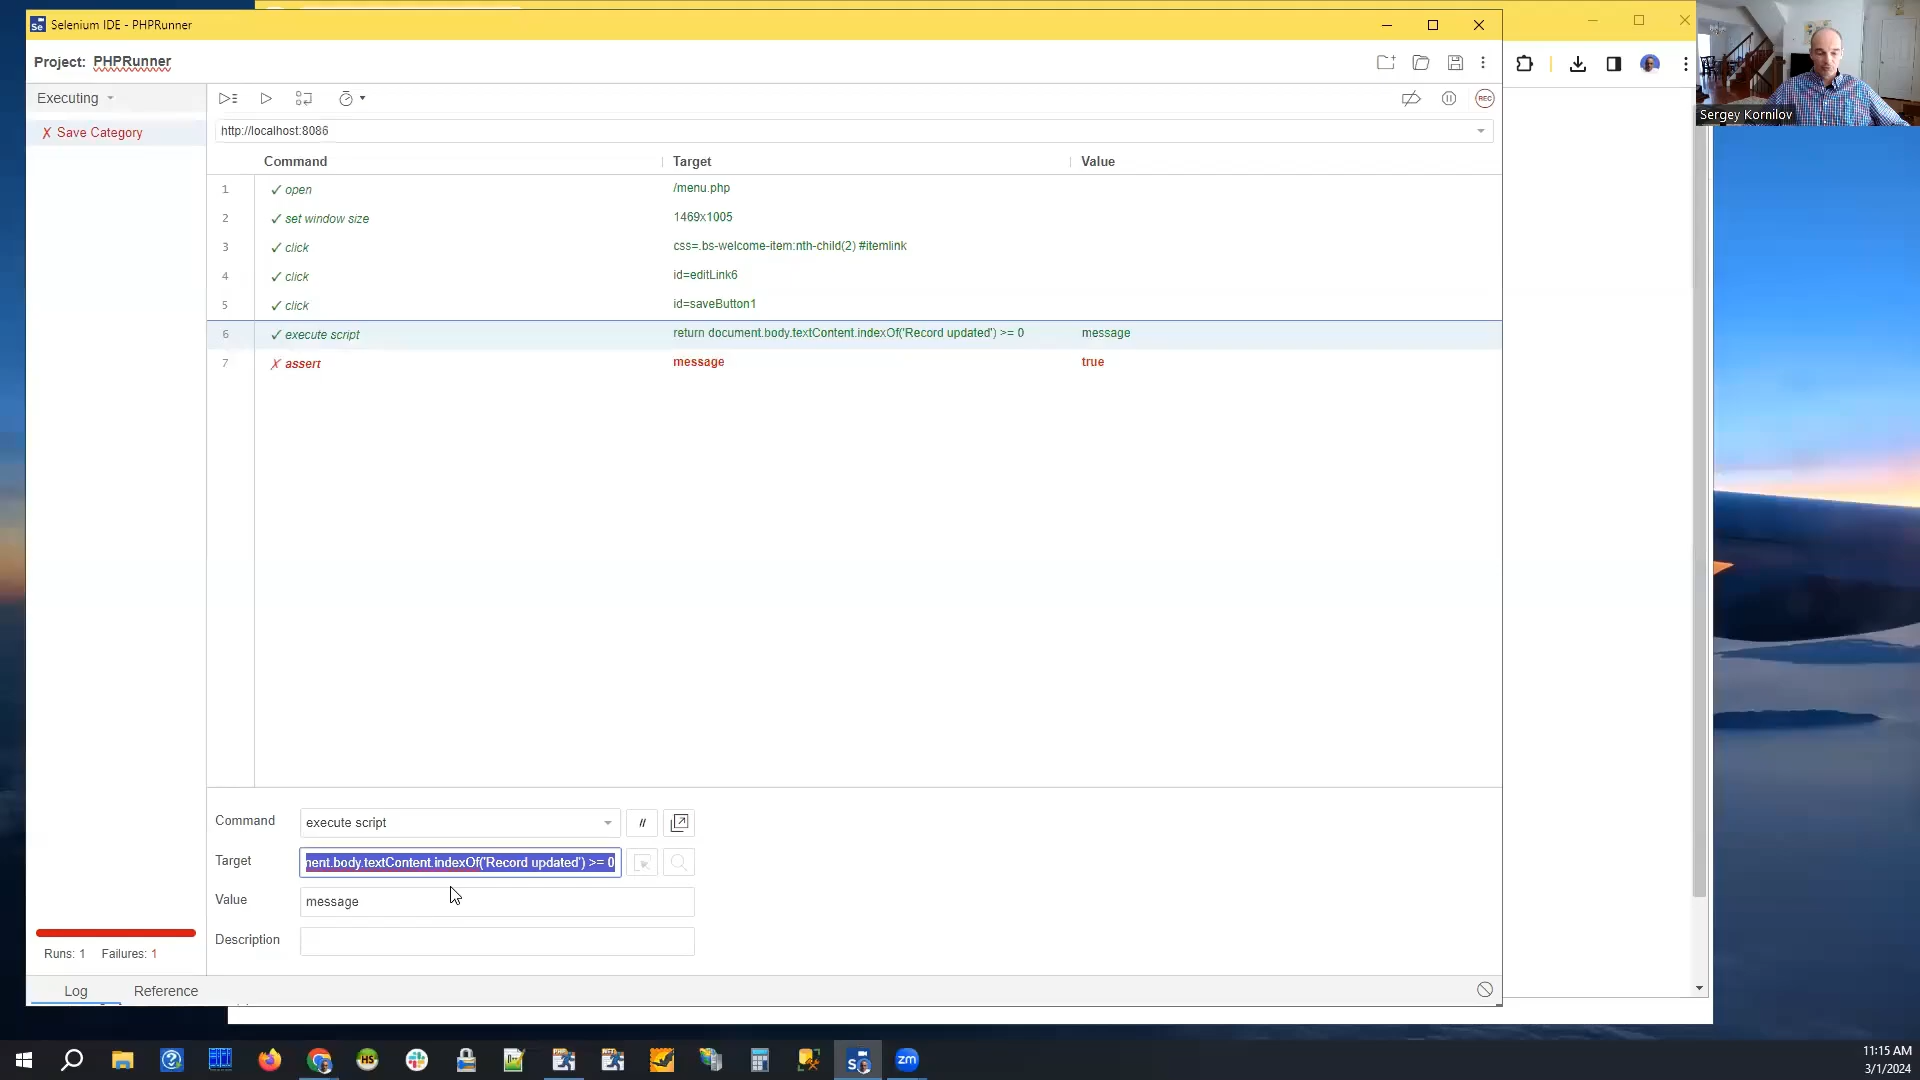 Selenium IDE - PHPRunner
Project: PHPRunner
Executing
Sergey Kornilov
REC
✗ Save Category
http://localhost:8086
Command Target Value
1 ✓ open /menu.php
2 ✓ set window size 1469x1005
3 ✓ click css=.bs-welcome-item:nth-child(2) #itemlink
4 ✓ click id=editLink6
5 ✓ click id=saveButton1
6 ✓ execute script return document.body.textContent.indexOf('Record updated') >= 0 message
7 ✗ assert message true
Command execute script //
Target ment.body.textContent.indexOf('Record updated') >= 0
Value message
Description
Runs: 1 Failures: 1
Log Reference
HS
zm
11:15 AM
3/1/2024